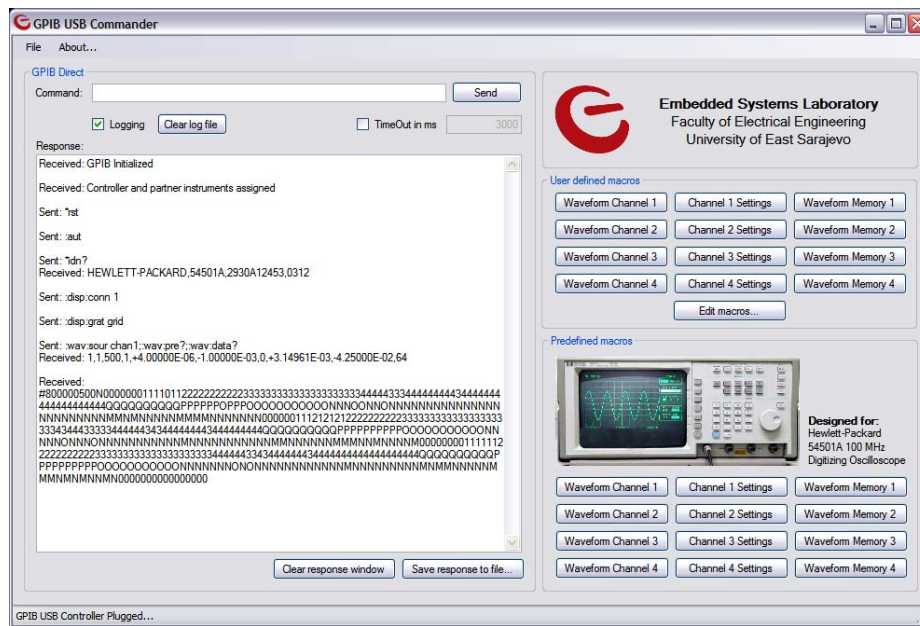 GPIB USB Commander
File About...
GPIB Direct
Command:
Send
Logging
Clear log file
TimeOut in ms
3000
Response:
Received: GPIB Initialized
Received: Controller and partner instruments assigned
Sent: *rst
Sent: :aut
Sent: *idn?
Received: HEWLETT-PACKARD,54501A,2930A12453,0312
Sent: :disp:conn 1
Sent: :disp:grat grid
Sent: :wav:sour chan1;:wav:pre?;:wav:data?
Received: 1,1,500,1,+4.00000E-06,-1.00000E-03,0,+3.14961E-03,-4.25000E-02,64
Received:
Clear response window
Save response to file...
Embedded Systems Laboratory
Faculty of Electrical Engineering
University of East Sarajevo
User defined macros
Waveform Channel 1 Channel 1 Settings Waveform Memory 1
Waveform Channel 2 Channel 2 Settings Waveform Memory 2
Waveform Channel 3 Channel 3 Settings Waveform Memory 3
Waveform Channel 4 Channel 4 Settings Waveform Memory 4
Edit macros...
Predefined macros
Designed for:
Hewlett-Packard
54501A 100 MHz
Digitizing Oscilloscope
Waveform Channel 1 Channel 1 Settings Waveform Memory 1
Waveform Channel 2 Channel 2 Settings Waveform Memory 2
Waveform Channel 3 Channel 3 Settings Waveform Memory 3
Waveform Channel 4 Channel 4 Settings Waveform Memory 4
GPIB USB Controller Plugged...